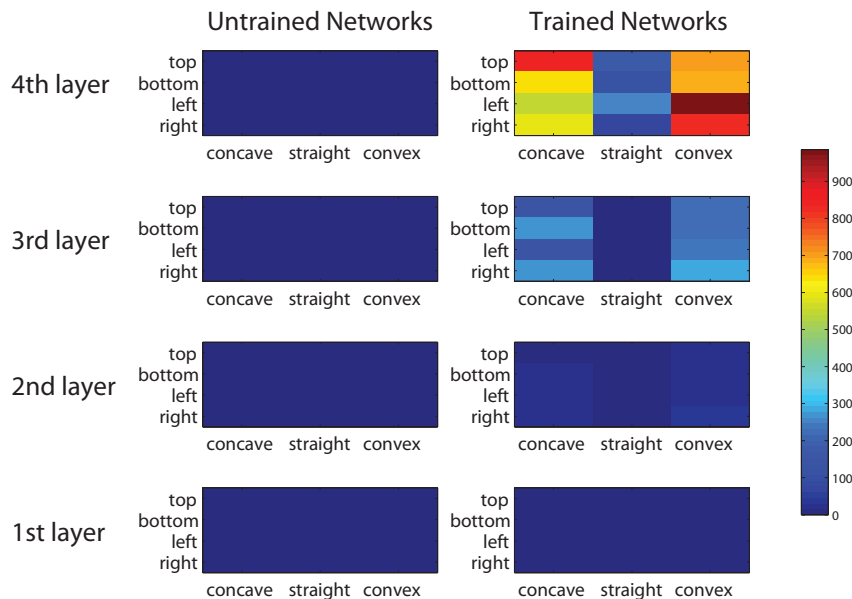 Untrained Networks
Trained Networks
4th layer
top
bottom
left
right
concave straight convex
top
bottom
left
right
concave straight convex
3rd layer
top
bottom
left
right
concave straight convex
top
bottom
left
right
concave straight convex
2nd layer
top
bottom
left
right
concave straight convex
top
bottom
left
right
concave straight convex
1st layer
top
bottom
left
right
concave straight convex
top
bottom
left
right
concave straight convex
900
800
700
600
500
400
300
200
100
0